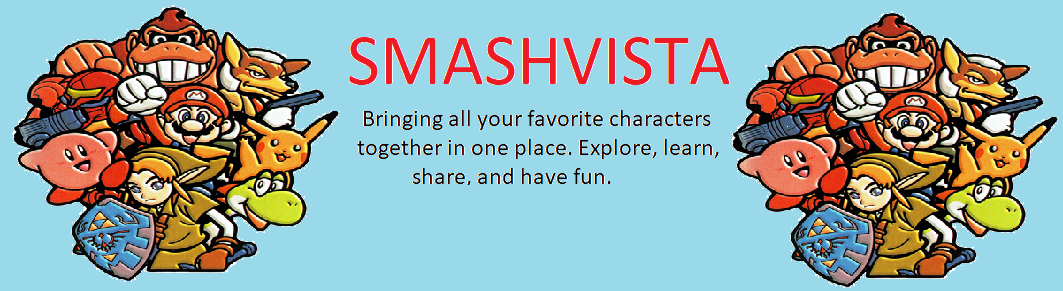 SMASHVISTA
Bringing all your favorite characters
together in one place. Explore, learn,
share, and have fun.